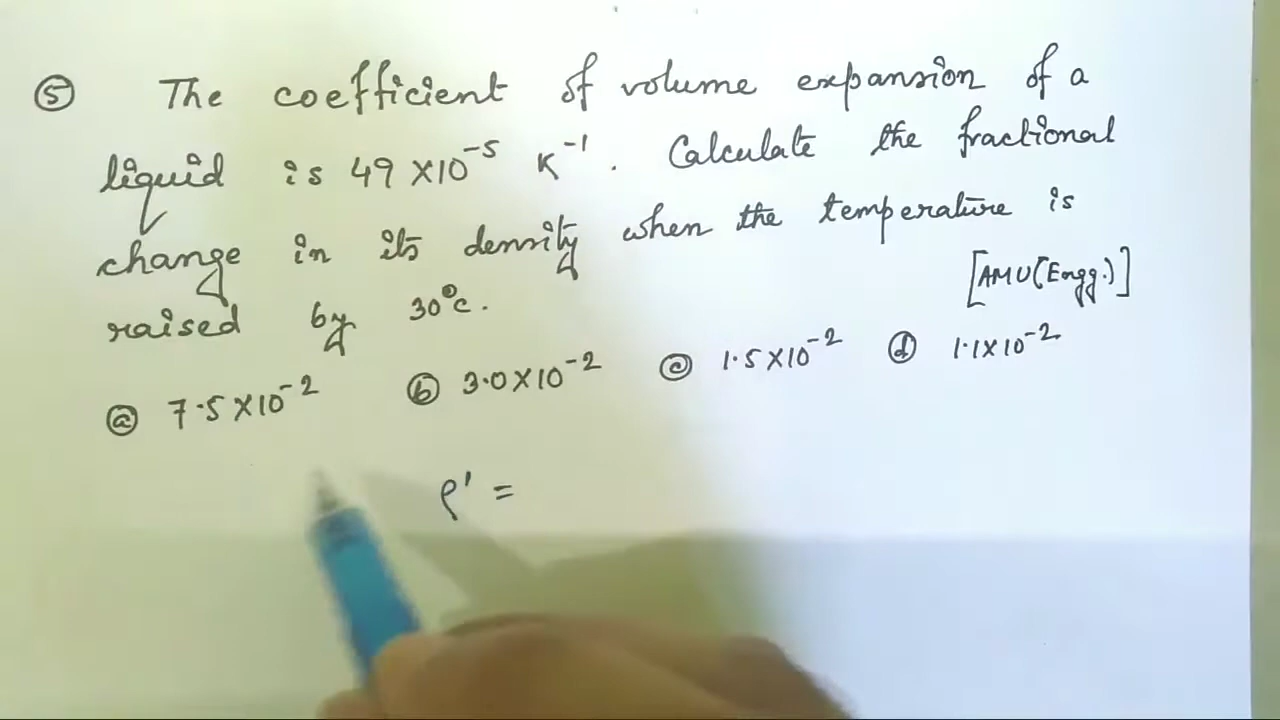 ⑤ The coefficient of volume expansion of a
liquid is 49 ×10⁻⁵ K⁻¹. Calculate the fractional
change in its density when the temperature is
raised by 30°c.
[AMU(Engg.)]
ⓐ 7.5×10⁻² ⓑ 3.0×10⁻² ⓒ 1.5×10⁻² ⓓ 1.1×10⁻²
ρ' =